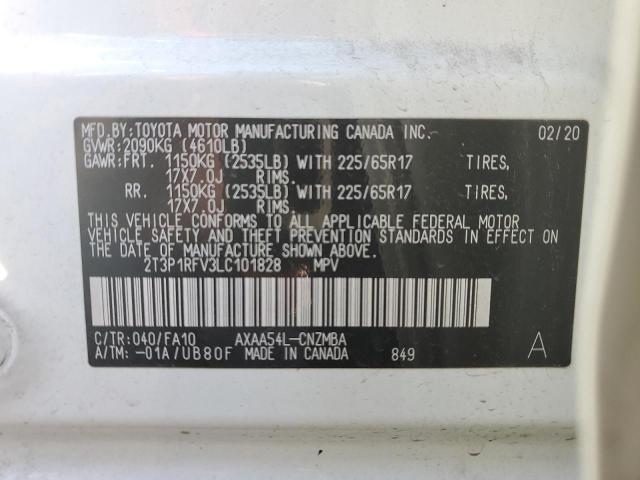 MFD.BY:TOYOTA MOTOR MANUFACTURING CANADA INC. 02/20
GVWR:2090KG (4610LB)
GAWR:FRT. 1150KG (2535LB) WITH 225/65R17 TIRES,
17X7.0J RIMS.
RR. 1150KG (2535LB) WITH 225/65R17 TIRES,
17X7.0J RIMS.
THIS VEHICLE CONFORMS TO ALL APPLICABLE FEDERAL MOTOR
VEHICLE SAFETY AND THEFT PREVENTION STANDARDS IN EFFECT ON
THE DATE OF MANUFACTURE SHOWN ABOVE.
2T3P1RFV3LC101828 MPV
C/TR:040/FA10 AXAA54L-CNZMBA
A/TM: -01A/UB80F MADE IN CANADA 849 A